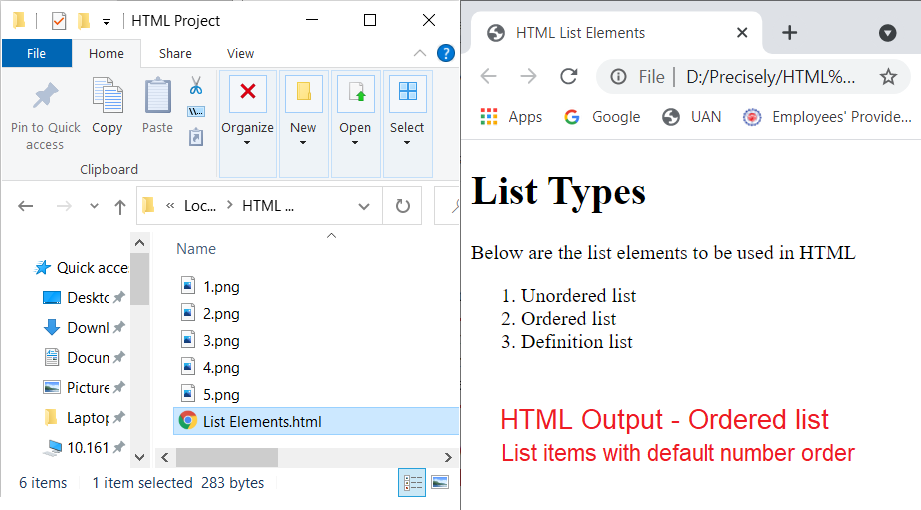 HTML Project
File Home Share View
Pin to Quick access
Copy
Paste
Organize
New
Open
Select
Clipboard
« Loc... > HTML ...
Name
Quick acce
Deskto
Downl
Docun
Picture
Laptop
10.161
1.png
2.png
3.png
4.png
5.png
List Elements.html
6 items 1 item selected 283 bytes
HTML List Elements
File | D:/Precisely/HTML%...
Apps Google UAN Employees' Provide...
List Types
Below are the list elements to be used in HTML
1. Unordered list
2. Ordered list
3. Definition list
HTML Output - Ordered list
List items with default number order